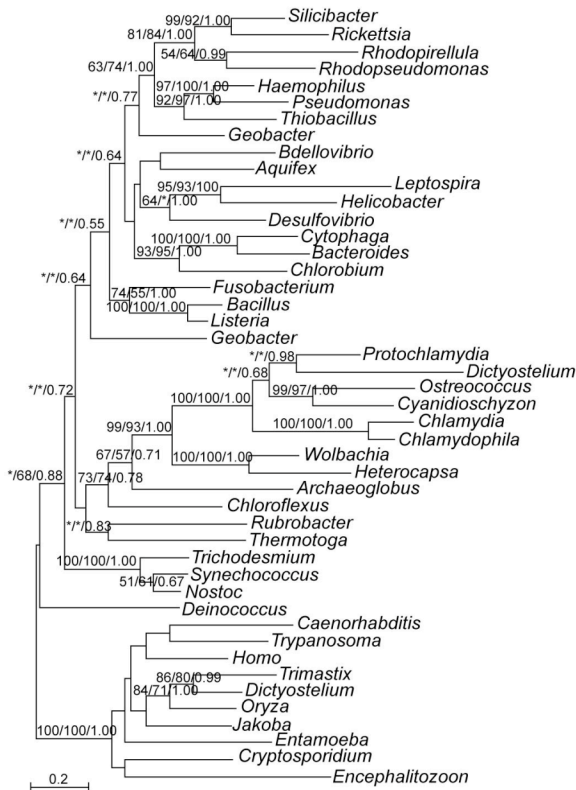 99/92/1.00 Silicibacter
81/84/1.00 Rickettsia
54/64/0.99 Rhodopirellula
63/74/1.00 Rhodopseudomonas
97/100/1.00 Haemophilus
*/*/0.77 92/97/1.00 Pseudomonas
Thiobacillus
Geobacter
*/*/0.64 Bdellovibrio
Aquifex
95/93/100 Leptospira
64/*/1.00 Helicobacter
*/*/0.55 Desulfovibrio
100/100/1.00 Cytophaga
93/95/1.00 Bacteroides
Chlorobium
*/*/0.64 74/55/1.00 Fusobacterium
100/100/1.00 Bacillus
Listeria
Geobacter
*/*/0.98 Protochlamydia
*/*/0.68 Dictyostelium
*/*/0.72 99/97/1.00 Ostreococcus
100/100/1.00 Cyanidioschyzon
100/100/1.00 Chlamydia
99/93/1.00 Chlamydophila
67/57/0.71 100/100/1.00 Wolbachia
*/68/0.88 73/74/0.78 Heterocapsa
Archaeoglobus
Chloroflexus
*/*/0.83 Rubrobacter
Thermotoga
100/100/1.00 Trichodesmium
51/61/0.67 Synechococcus
Nostoc
Deinococcus
Caenorhabditis
Trypanosoma
Homo
86/80/0.99 Trimastix
84/71/1.00 Dictyostelium
Oryza
100/100/1.00 Jakoba
Entamoeba
Cryptosporidium
0.2 Encephalitozoon